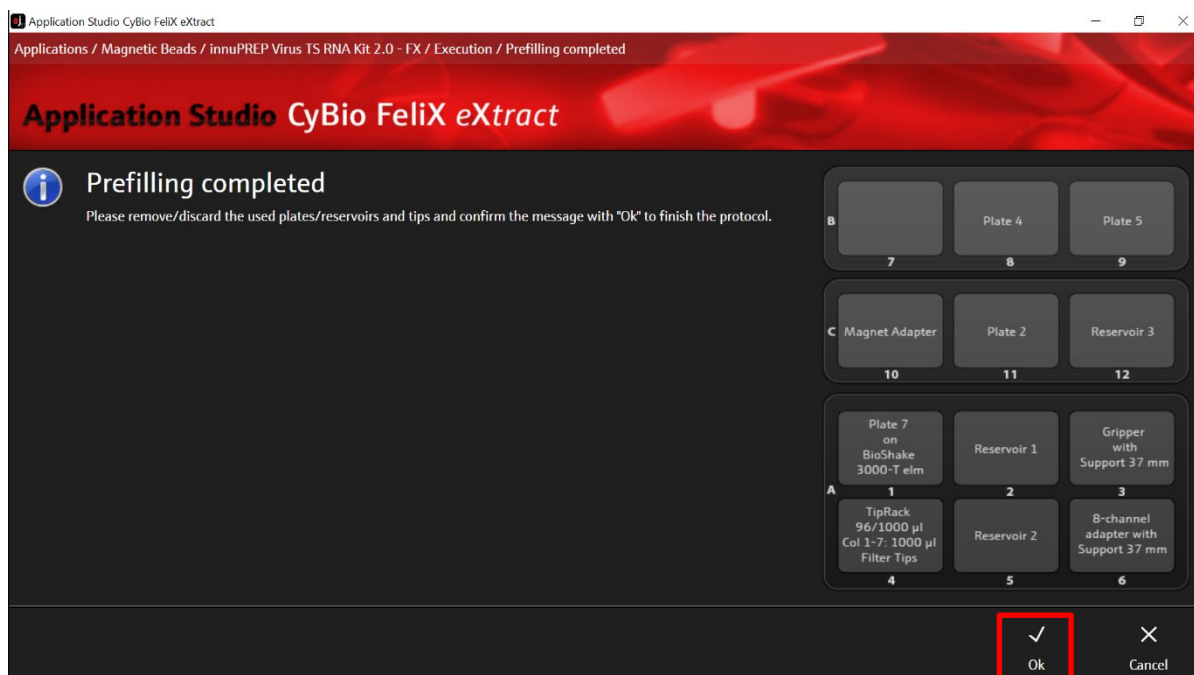 Application Studio CyBio FeliX eXtract
Applications / Magnetic Beads / innuPREP Virus TS RNA Kit 2.0 - FX / Execution / Prefilling completed
Application Studio CyBio FeliX eXtract
Prefilling completed
Please remove/discard the used plates/reservoirs and tips and confirm the message with "Ok" to finish the protocol.
B
Plate 4
Plate 5
7
8
9
C
Magnet Adapter
Plate 2
Reservoir 3
10
11
12
Plate 7
on
BioShake
3000-T elm
Reservoir 1
Gripper
with
Support 37 mm
A
1
2
3
TipRack
96/1000 µl
Col 1-7: 1000 µl
Filter Tips
Reservoir 2
8-channel
adapter with
Support 37 mm
4
5
6
Ok
Cancel